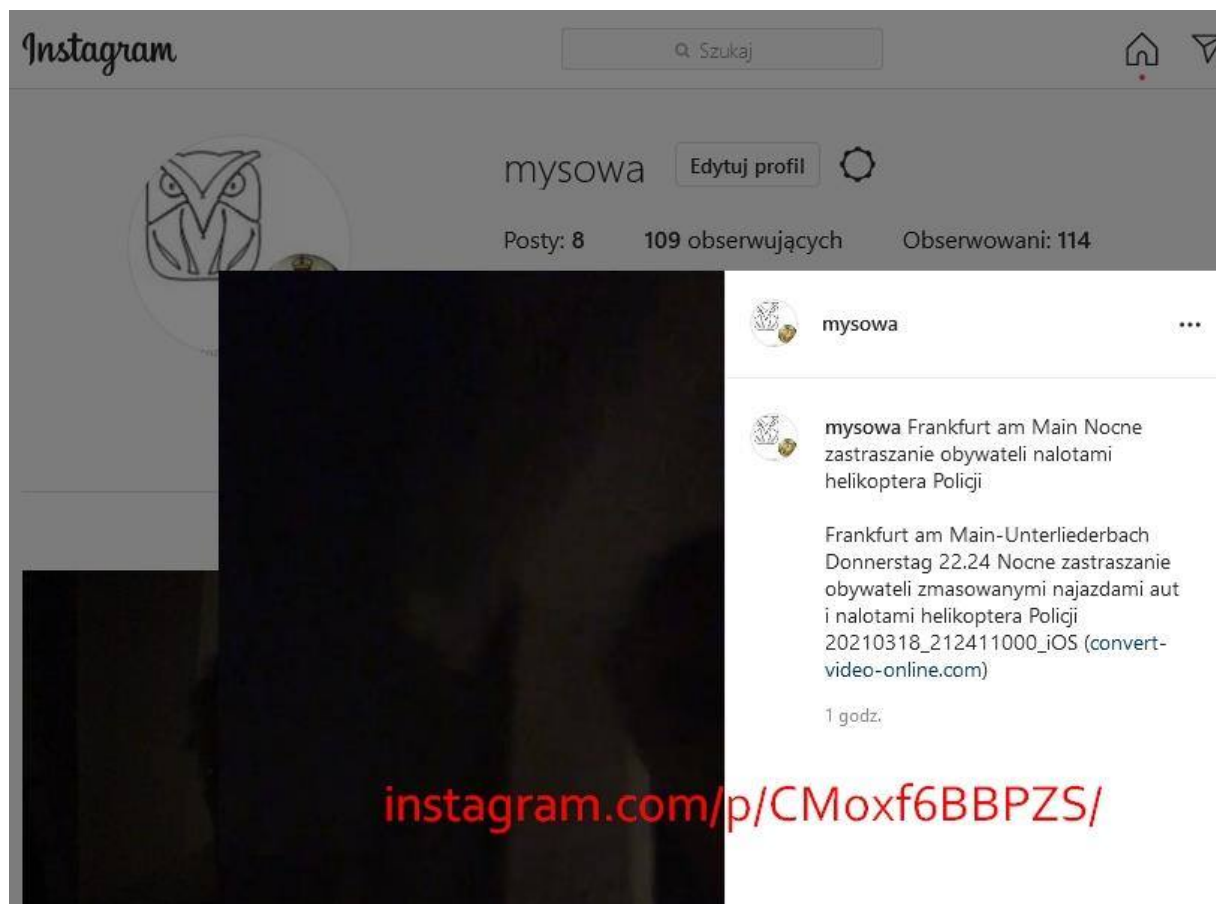 Instagram
Szukaj
mysowa
Edytuj profil
Posty: 8
109 obserwujących
Obserwowani: 114
mysowa
mysowa Frankfurt am Main Nocne
zastraszanie obywateli nalotami
helikoptera Policji
Frankfurt am Main-Unterliederbach
Donnerstag 22.24 Nocne zastraszanie
obywateli zmasowanymi najazdami aut
i nalotami helikoptera Policji
20210318_212411000_iOS (convert-
video-online.com)
1 godz.
instagram.com/p/CMoxf6BBPZS/